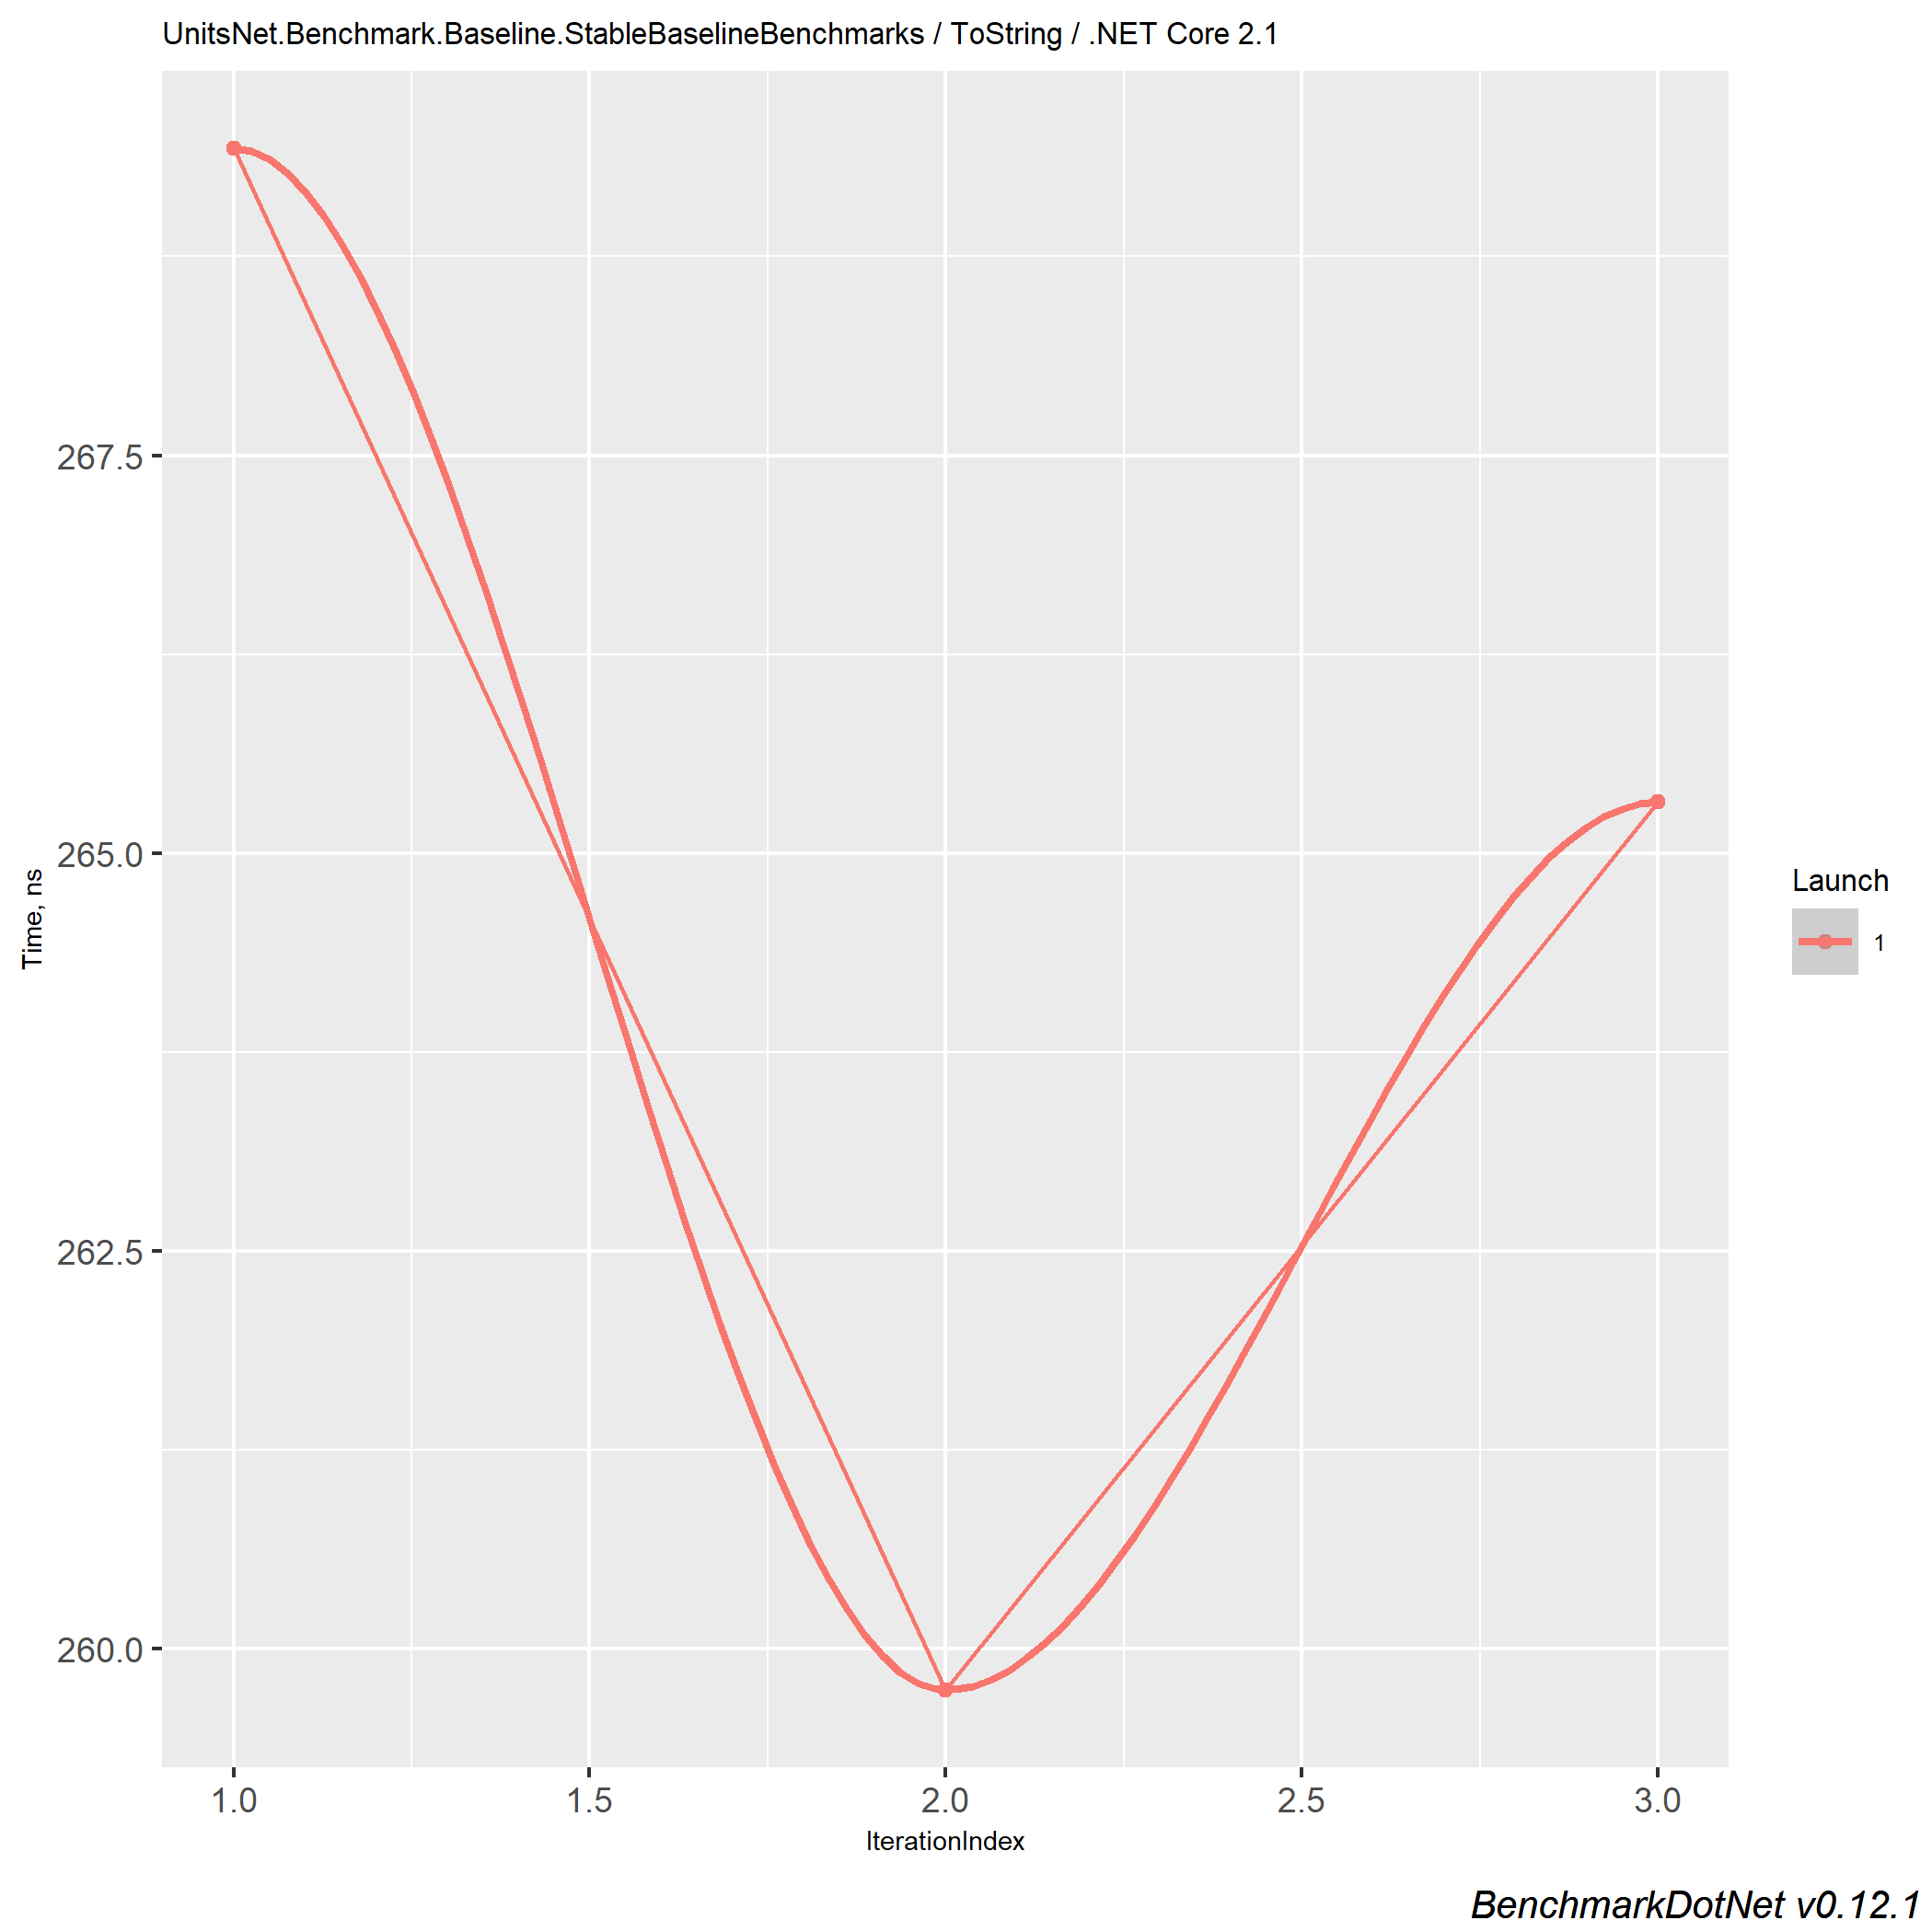 UnitsNet.Benchmark.Baseline.StableBaselineBenchmarks / ToString / .NET Core 2.1
Time, ns
267.5
265.0
262.5
260.0
1.0 1.5 2.0 2.5 3.0
IterationIndex
Launch
1
BenchmarkDotNet v0.12.1